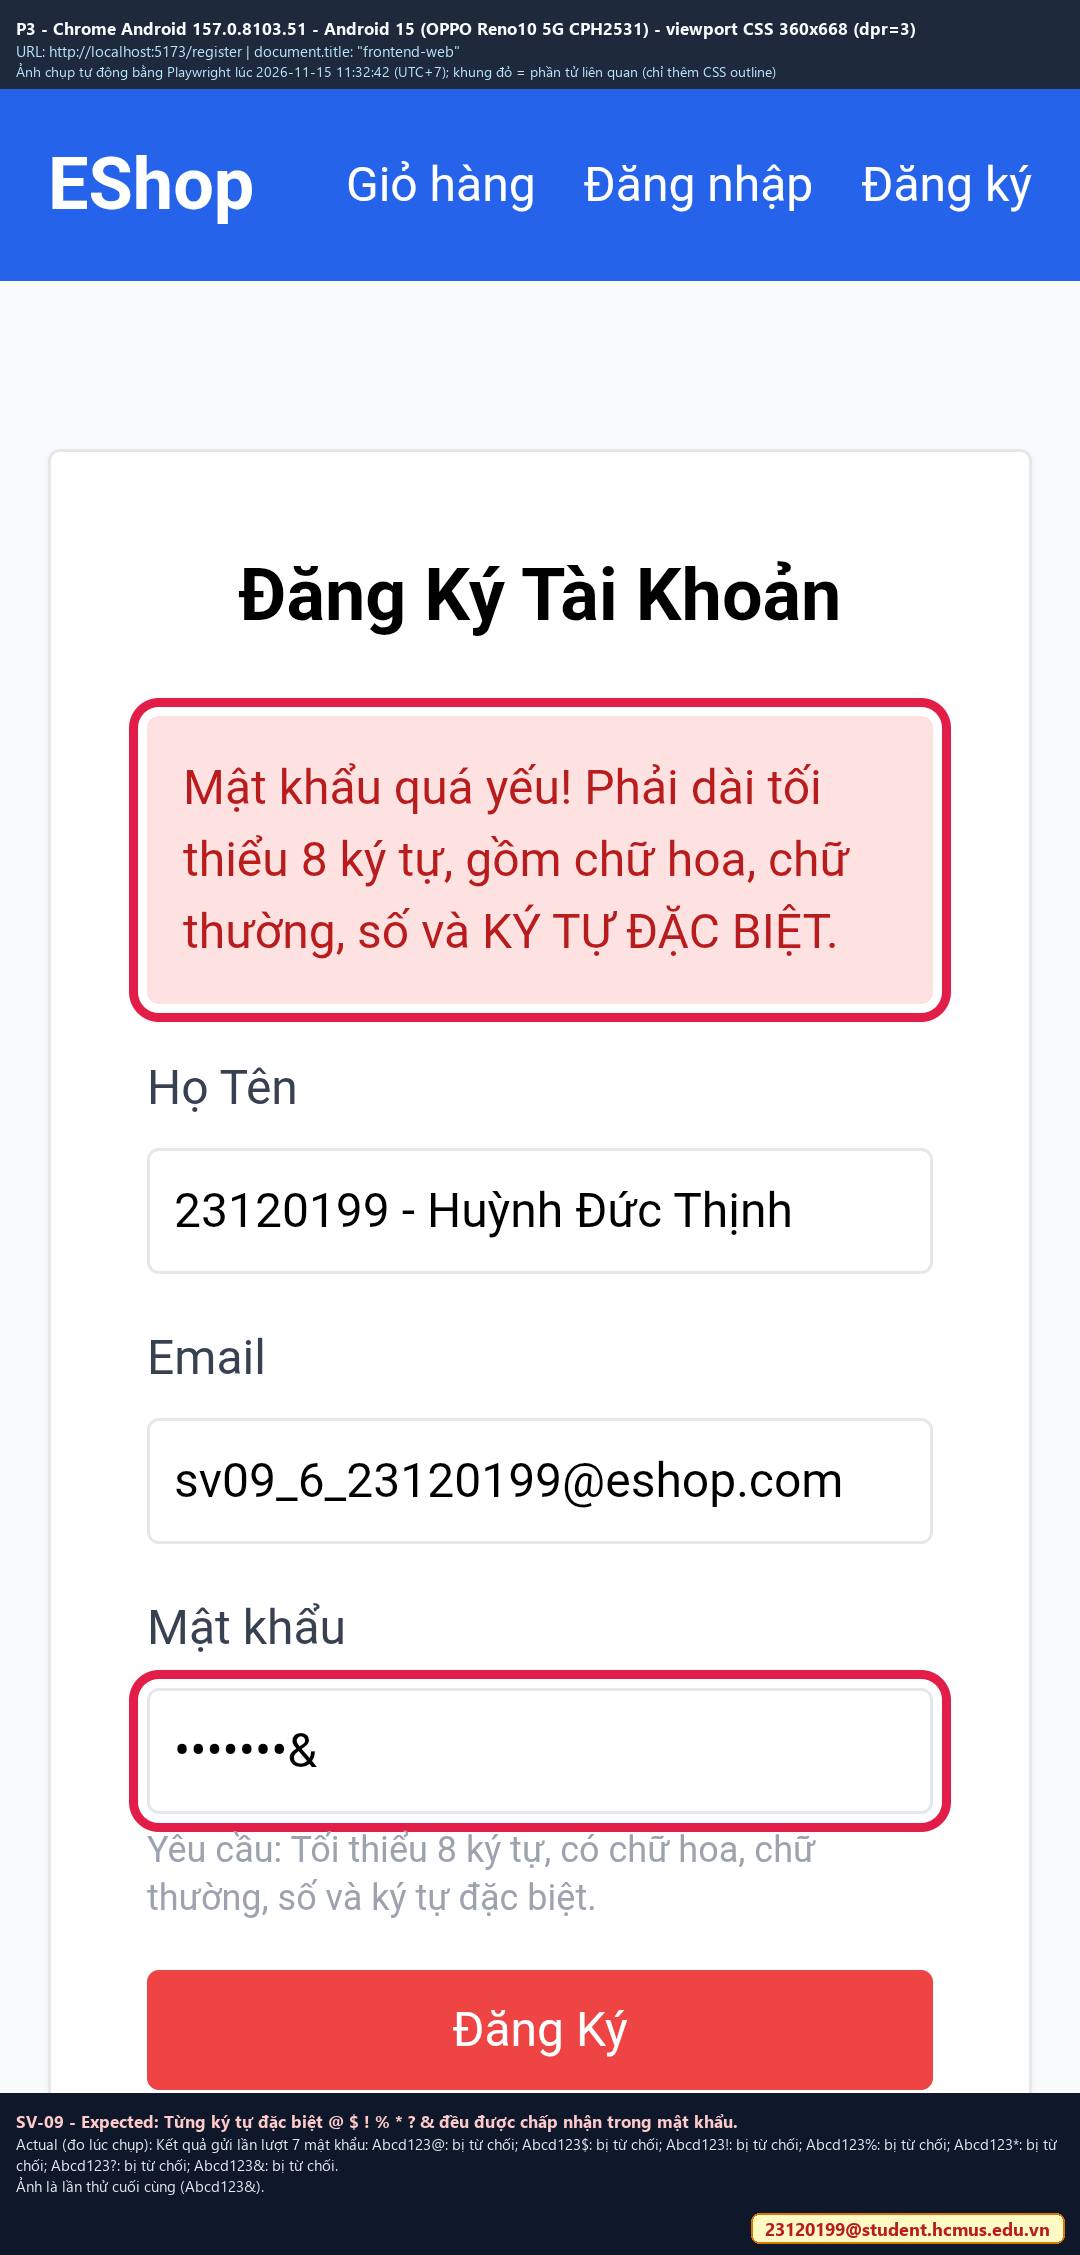 P3 - Chrome Android 157.0.8103.51 - Android 15 (OPPO Reno10 5G CPH2531) - viewport CSS 360x668 (dpr=3)
URL: http://localhost:5173/register | document.title: "frontend-web"
Ảnh chụp tự động bằng Playwright lúc 2026-11-15 11:32:42 (UTC+7); khung đỏ = phần tử liên quan (chỉ thêm CSS outline)
EShop Giỏ hàng Đăng nhập Đăng ký
Đăng Ký Tài Khoản
Mật khẩu quá yếu! Phải dài tối
thiểu 8 ký tự, gồm chữ hoa, chữ
thường, số và KÝ TỰ ĐẶC BIỆT.
Họ Tên
23120199 - Huỳnh Đức Thịnh
Email
sv09_6_23120199@eshop.com
Mật khẩu
•••••••&
Yêu cầu: Tối thiểu 8 ký tự, có chữ hoa, chữ
thường, số và ký tự đặc biệt.
Đăng Ký
SV-09 - Expected: Từng ký tự đặc biệt @ $ ! % * ? & đều được chấp nhận trong mật khẩu.
Actual (đo lúc chụp): Kết quả gửi lần lượt 7 mật khẩu: Abcd123@: bị từ chối; Abcd123$: bị từ chối; Abcd123!: bị từ chối; Abcd123%: bị từ chối; Abcd123*: bị từ
chối; Abcd123?: bị từ chối; Abcd123&: bị từ chối.
Ảnh là lần thử cuối cùng (Abcd123&).
23120199@student.hcmus.edu.vn